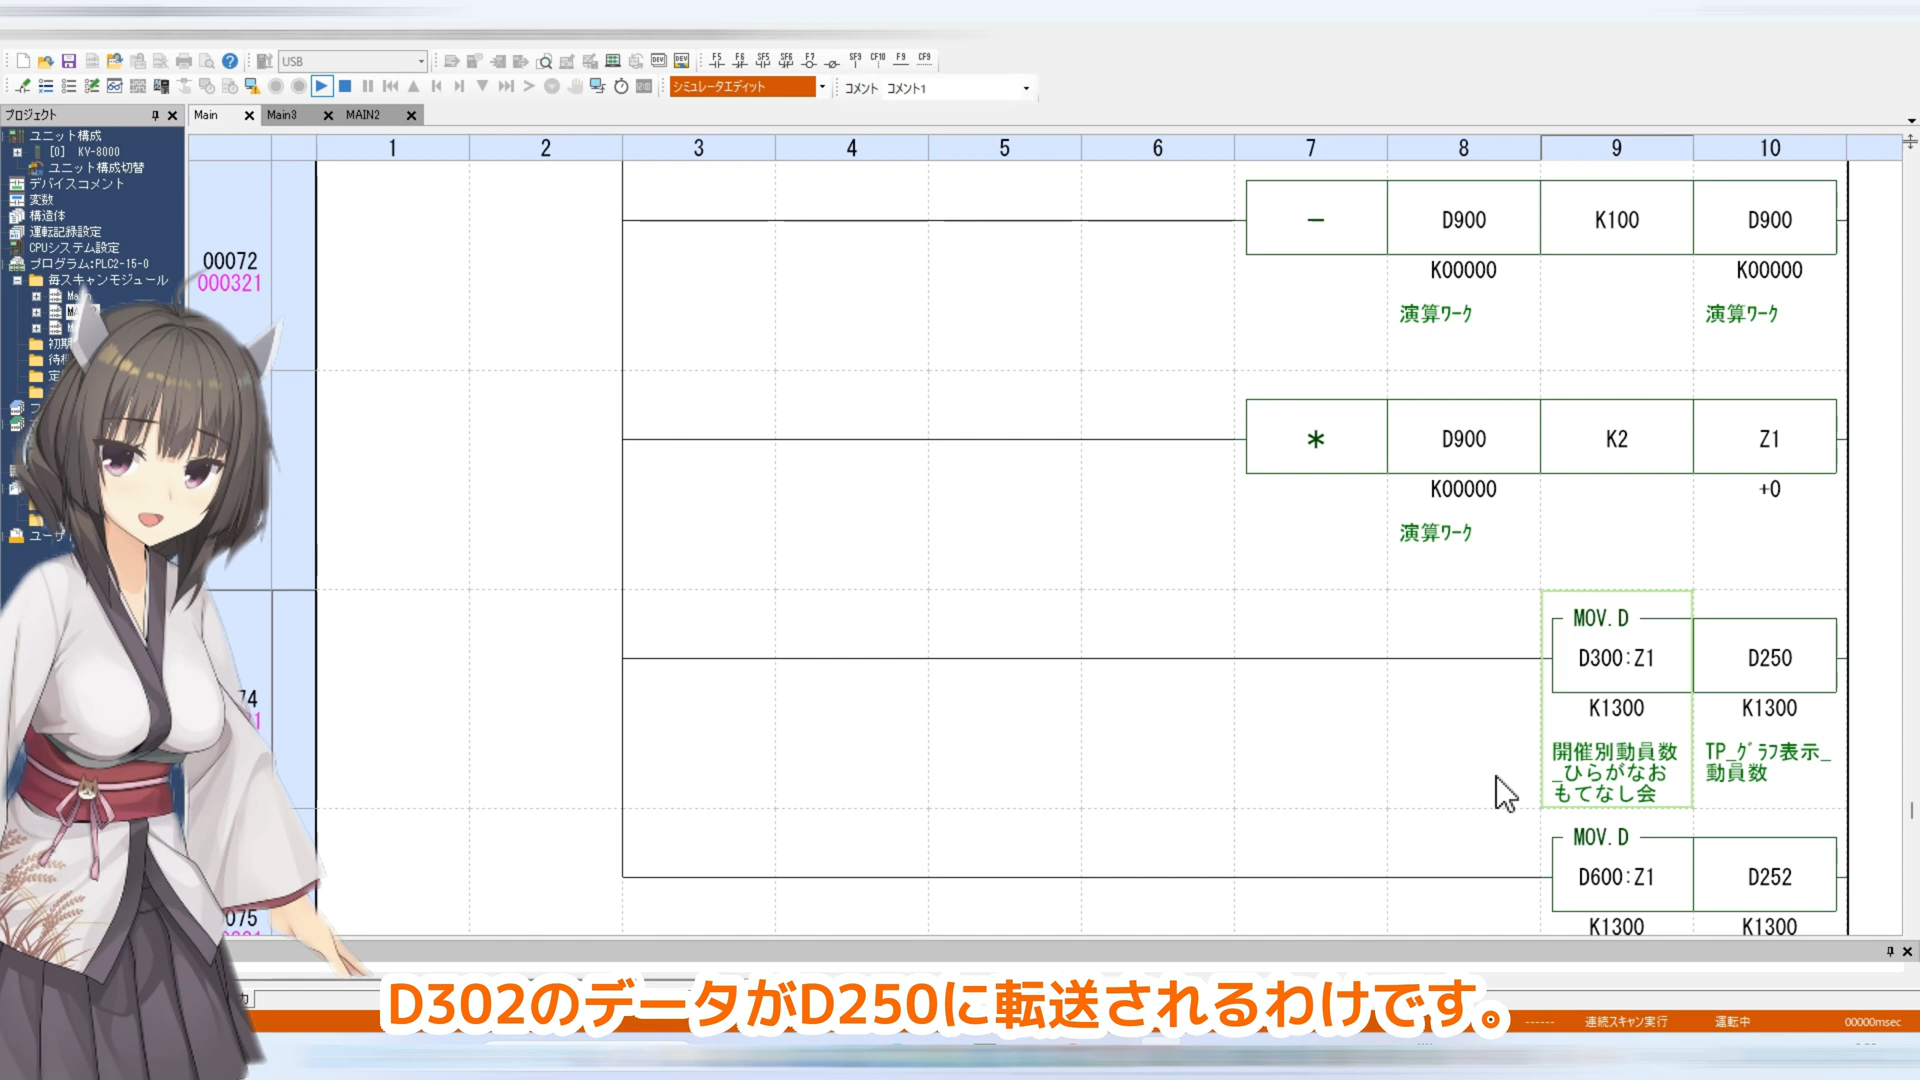 USB
F5 F6 SF5 SF6 F7 SF9 CF10 F9 CF9
シミュレータエディット
コメント コメント1
プロジェクト
Main Main3 MAIN2
ユニット構成
[0] KV-8000
ユニット構成切替
デバイスコメント
変数
構造体
運転記録設定
CPUシステム設定
プログラム:PLC2-15-0
毎スキャンモジュール
1 2 3 4 5 6 7 8 9 10
00072
000321
- D900 K100 D900
K00000 K00000
演算ワーク 演算ワーク
* D900 K2 Z1
K00000 +0
演算ワーク
MOV.D
D300:Z1 D250
K1300 K1300
開催別動員数_ひらがなおもてなし会
TP_グラフ表示_動員数
MOV.D
D600:Z1 D252
K1300 K1300
D302のデータがD250に転送されるわけです。
------ 連続スキャン実行 運転中 00000msec